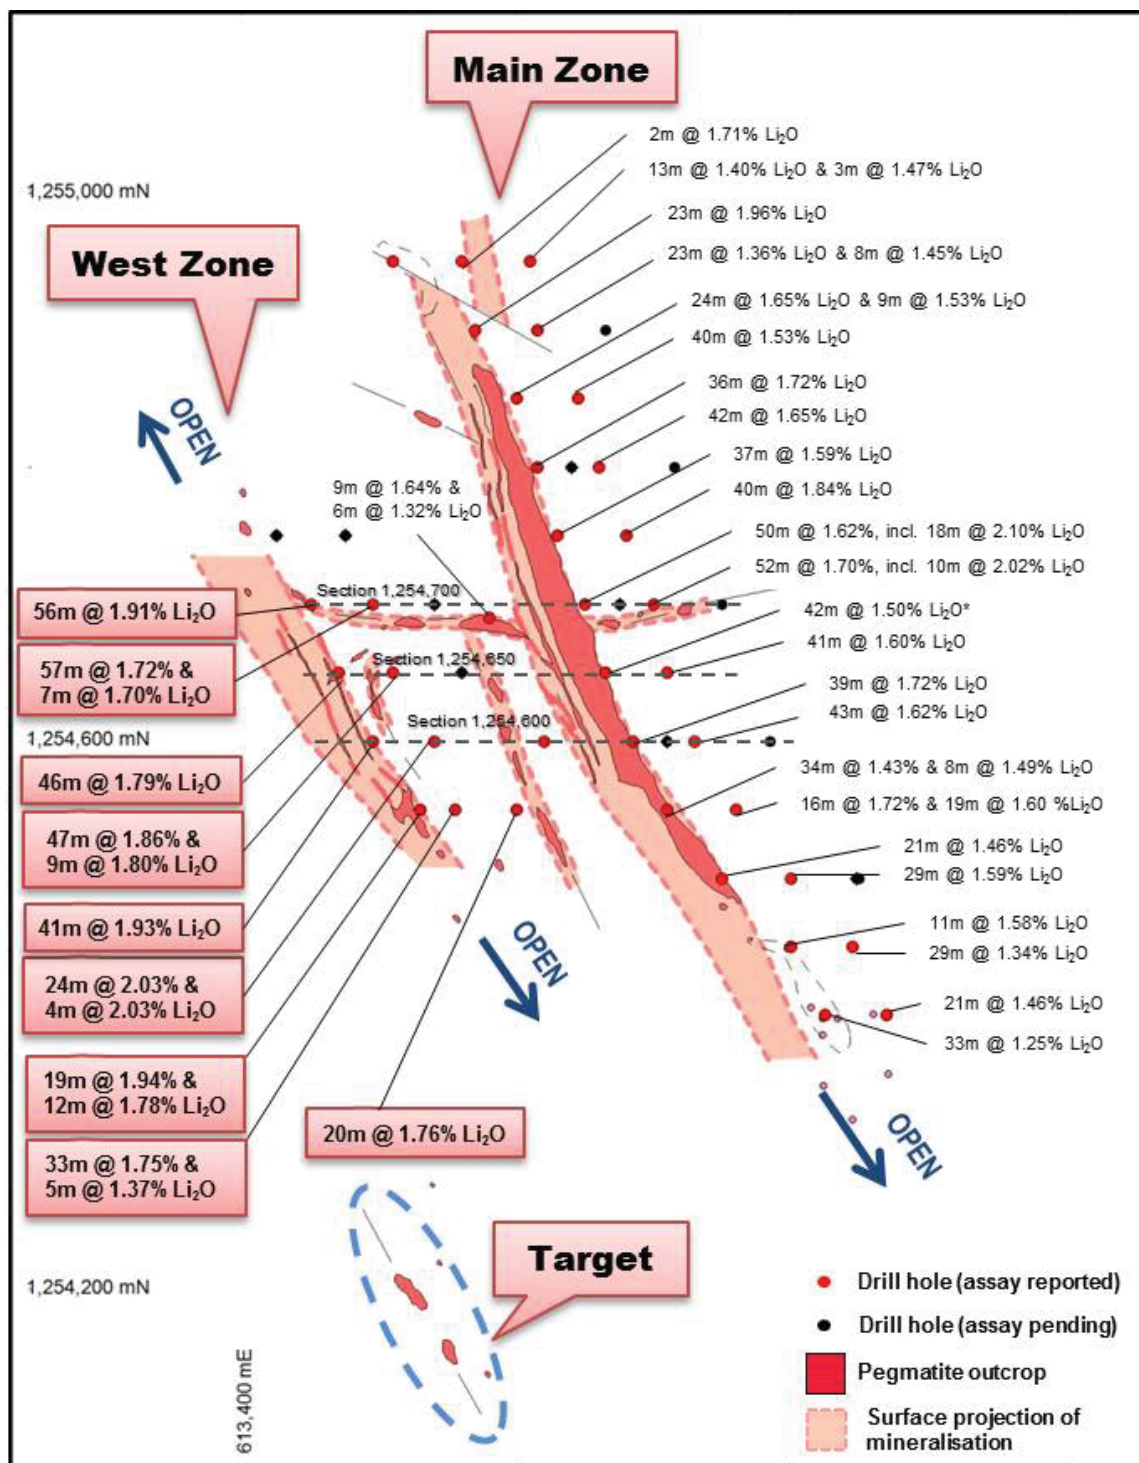 Main Zone
2m @ 1.71% Li₂O
13m @ 1.40% Li₂O & 3m @ 1.47% Li₂O
1,255,000 mN
23m @ 1.96% Li₂O
West Zone
23m @ 1.36% Li₂O & 8m @ 1.45% Li₂O
24m @ 1.65% Li₂O & 9m @ 1.53% Li₂O
40m @ 1.53% Li₂O
36m @ 1.72% Li₂O
OPEN
42m @ 1.65% Li₂O
37m @ 1.59% Li₂O
9m @ 1.64% &
6m @ 1.32% Li₂O
40m @ 1.84% Li₂O
50m @ 1.62%, incl. 18m @ 2.10% Li₂O
52m @ 1.70%, incl. 10m @ 2.02% Li₂O
Section 1,254,700
56m @ 1.91% Li₂O
42m @ 1.50% Li₂O*
41m @ 1.60% Li₂O
57m @ 1.72% &
7m @ 1.70% Li₂O
Section 1,254,650
39m @ 1.72% Li₂O
43m @ 1.62% Li₂O
Section 1,254,600
1,254,600 mN
46m @ 1.79% Li₂O
34m @ 1.43% & 8m @ 1.49% Li₂O
16m @ 1.72% & 19m @ 1.60 %Li₂O
47m @ 1.86% &
9m @ 1.80% Li₂O
21m @ 1.46% Li₂O
29m @ 1.59% Li₂O
41m @ 1.93% Li₂O
OPEN
11m @ 1.58% Li₂O
29m @ 1.34% Li₂O
24m @ 2.03% &
4m @ 2.03% Li₂O
21m @ 1.46% Li₂O
33m @ 1.25% Li₂O
19m @ 1.94% &
12m @ 1.78% Li₂O
20m @ 1.76% Li₂O
OPEN
33m @ 1.75% &
5m @ 1.37% Li₂O
Target
1,254,200 mN
613,400 mE
Drill hole (assay reported)
Drill hole (assay pending)
Pegmatite outcrop
Surface projection of
mineralisation